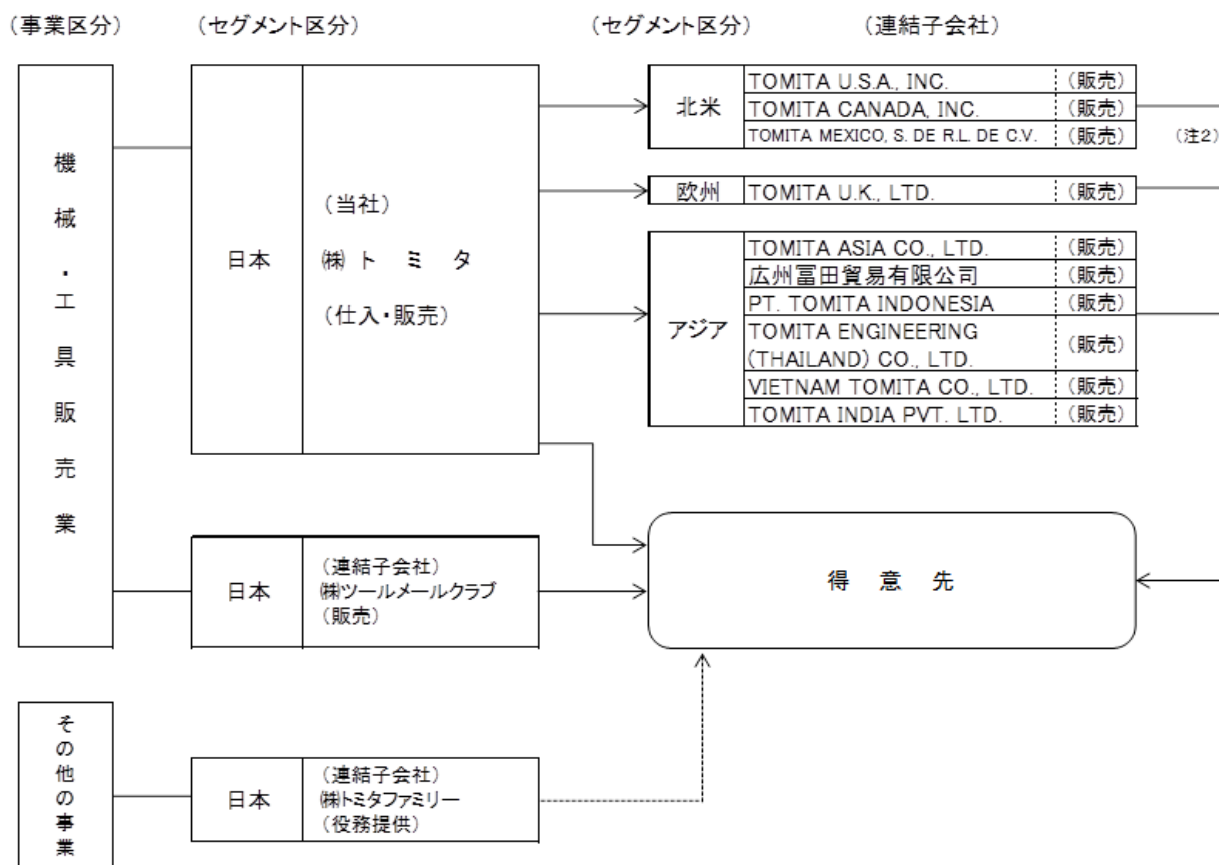 (事業区分)
(セグメント区分)
(セグメント区分)
(連結子会社)
機械・工具販売業
日本
(当社)
㈱トミタ
(仕入・販売)
北米
TOMITA U.S.A., INC.
(販売)
TOMITA CANADA, INC.
(販売)
TOMITA MEXICO, S. DE R.L. DE C.V.
(販売)
(注2)
欧州
TOMITA U.K., LTD.
(販売)
アジア
TOMITA ASIA CO., LTD.
(販売)
広州冨田貿易有限公司
(販売)
PT. TOMITA INDONESIA
(販売)
TOMITA ENGINEERING
(THAILAND) CO., LTD.
(販売)
VIETNAM TOMITA CO., LTD.
(販売)
TOMITA INDIA PVT. LTD.
(販売)
日本
(連結子会社)
㈱ツールメールクラブ
(販売)
得意先
その他の事業
日本
(連結子会社)
㈱トミタファミリー
(役務提供)